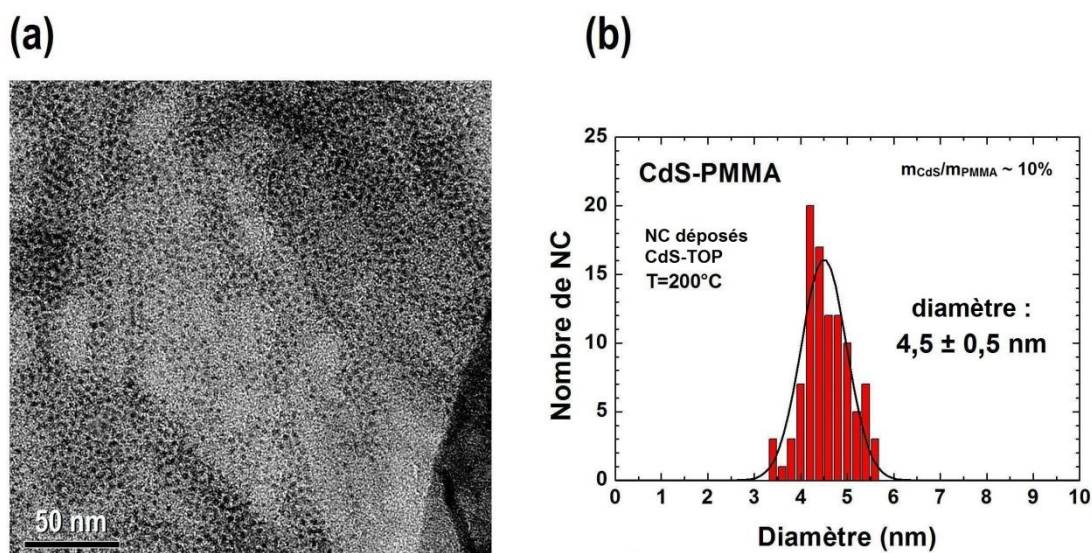 (a)
(b)
50 nm
CdS-PMMA
mCdS/mPMMA ~ 10%
NC déposés
CdS-TOP
T=200°C
diamètre :
4,5 ± 0,5 nm
Nombre de NC
25
20
15
10
5
0
0 1 2 3 4 5 6 7 8 9 10
Diamètre (nm)